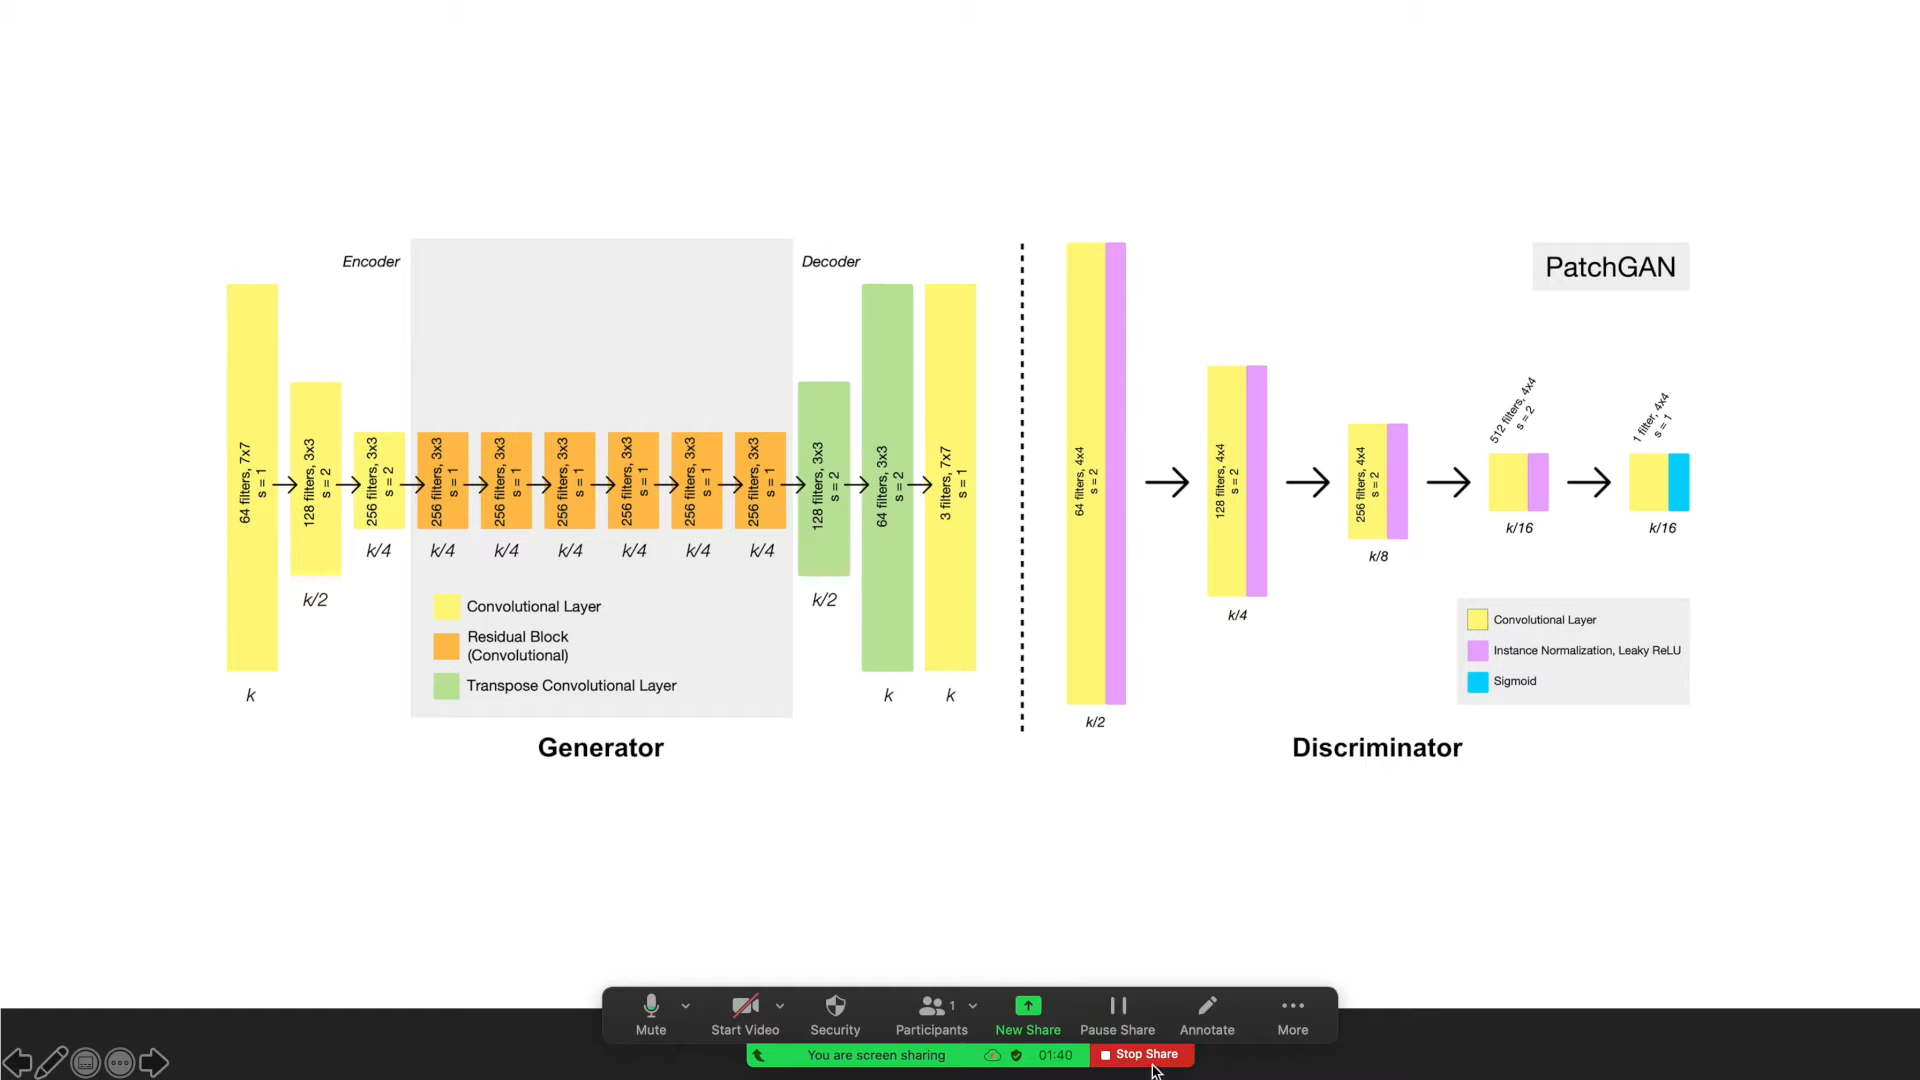 Encoder
Decoder
64 filters, 7x7
s = 1
128 filters, 3x3
s = 2
256 filters, 3x3
s = 2
256 filters, 3x3
s = 1
256 filters, 3x3
s = 1
256 filters, 3x3
s = 1
256 filters, 3x3
s = 1
256 filters, 3x3
s = 1
256 filters, 3x3
s = 1
128 filters, 3x3
s = 2
64 filters, 3x3
s = 2
3 filters, 7x7
s = 1
k
k/2
k/4
k/4
k/4
k/4
k/4
k/4
k/4
k/2
k
k
Convolutional Layer
Residual Block
(Convolutional)
Transpose Convolutional Layer
Generator
PatchGAN
64 filters, 4x4
s = 2
128 filters, 4x4
s = 2
256 filters, 4x4
s = 2
512 filters, 4x4
s = 2
1 filter, 4x4
s = 1
k/2
k/4
k/8
k/16
k/16
Convolutional Layer
Instance Normalization, Leaky ReLU
Sigmoid
Discriminator
1
Mute
Start Video
Security
Participants
New Share
Pause Share
Annotate
More
You are screen sharing
01:40
Stop Share